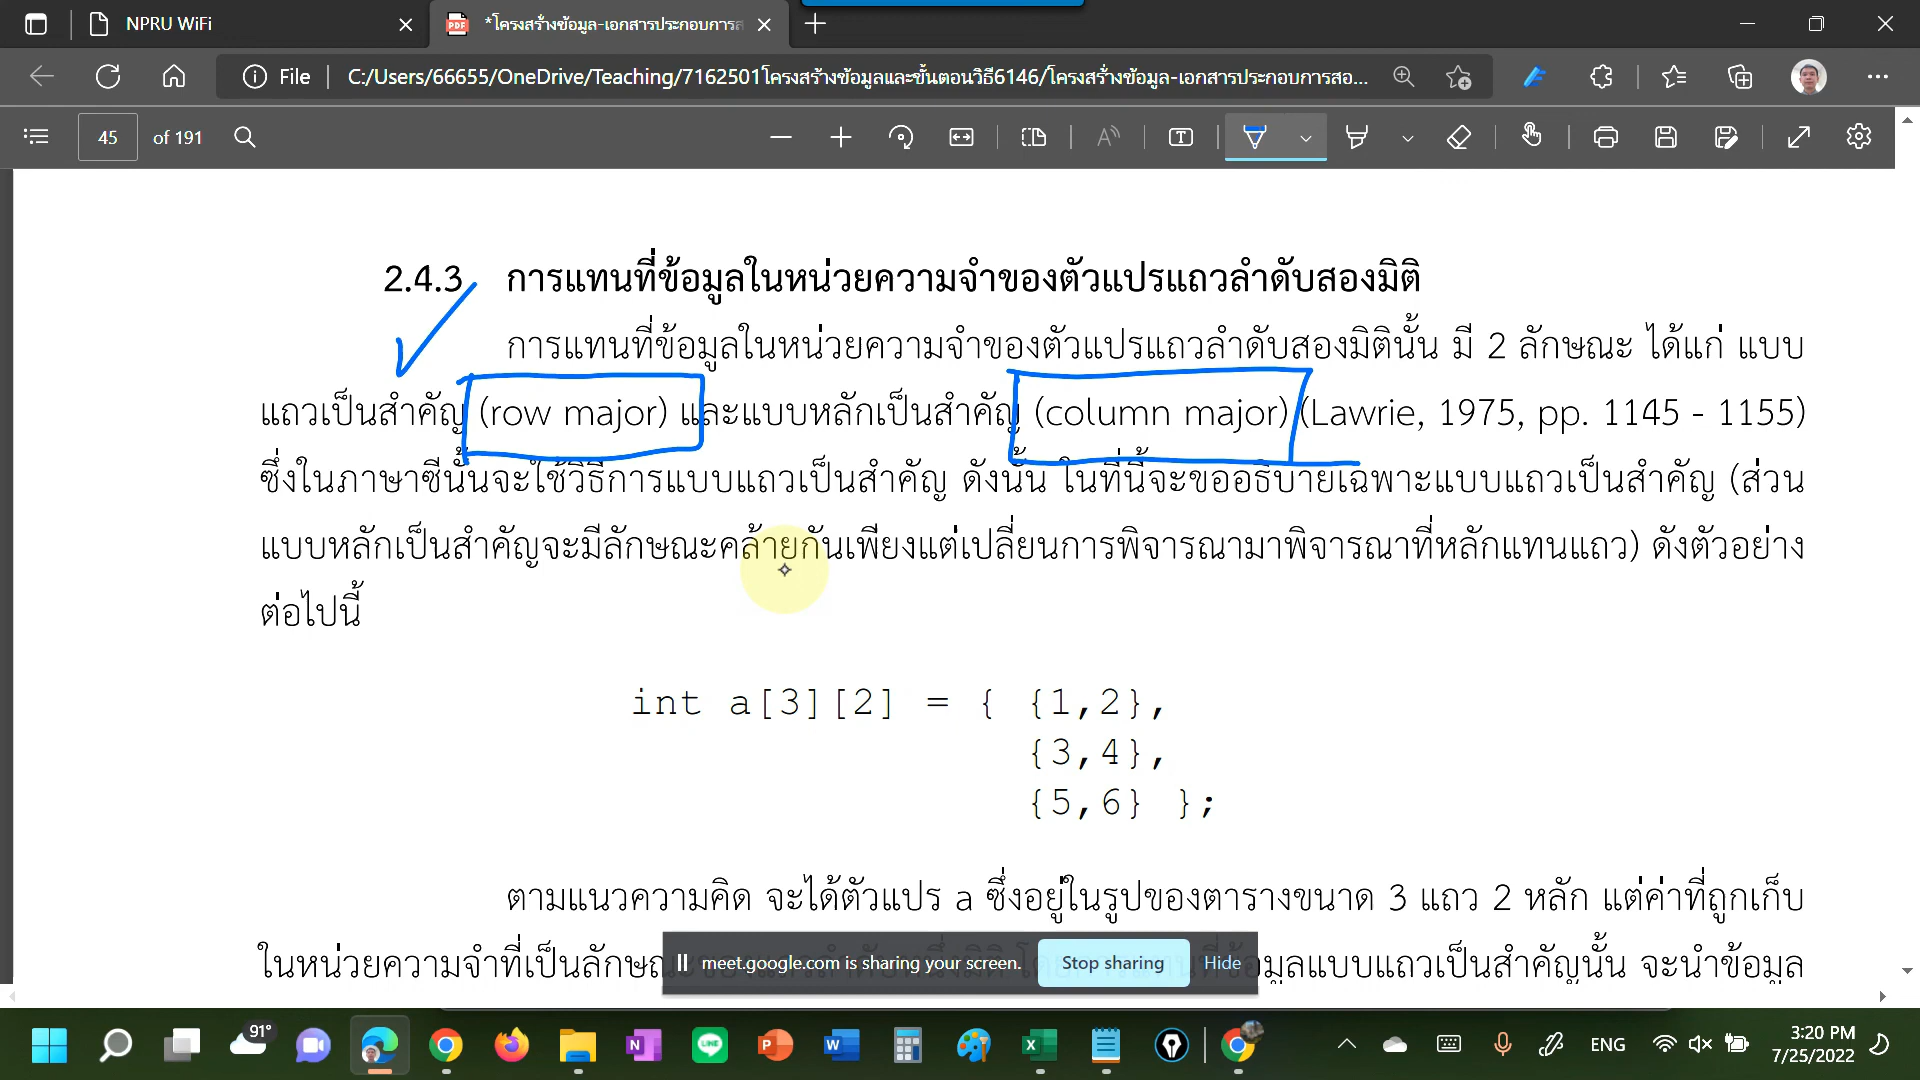 NPRU WiFi
*โครงสร้่างข้อมูล-เอกสารประกอบการส
File
C:/Users/66655/OneDrive/Teaching/7162501โครงสร้างข้อมูลและขั้นตอนวิธี6146/โครงสร้่างข้อมูล-เอกสารประกอบการสอ...
45 of 191
2.4.3 การแทนที่ข้อมูลในหน่วยความจำของตัวแปรแถวลำดับสองมิติ
การแทนที่ข้อมูลในหน่วยความจำของตัวแปรแถวลำดับสองมิตินั้น มี 2 ลักษณะ ได้แก่ แบบ
แถวเป็นสำคัญ (row major) และแบบหลักเป็นสำคัญ (column major) (Lawrie, 1975, pp. 1145 - 1155)
ซึ่งในภาษาซีนั้นจะใช้วิธีการแบบแถวเป็นสำคัญ ดังนั้น ในที่นี้จะขออธิบายเฉพาะแบบแถวเป็นสำคัญ (ส่วน
แบบหลักเป็นสำคัญจะมีลักษณะคล้ายกันเพียงแต่เปลี่ยนการพิจารณามาพิจารณาที่หลักแทนแถว) ดังตัวอย่าง
ต่อไปนี้
int a[3][2] = { {1,2},
{3,4},
{5,6} };
ตามแนวความคิด จะได้ตัวแปร a ซึ่งอยู่ในรูปของตารางขนาด 3 แถว 2 หลัก แต่ค่าที่ถูกเก็บ
ในหน่วยความจำที่เป็นลักษณ มูลแบบแถวเป็นสำคัญนั้น จะนำข้อมูล
meet.google.com is sharing your screen. Stop sharing Hide
91°
ENG
3:20 PM
7/25/2022